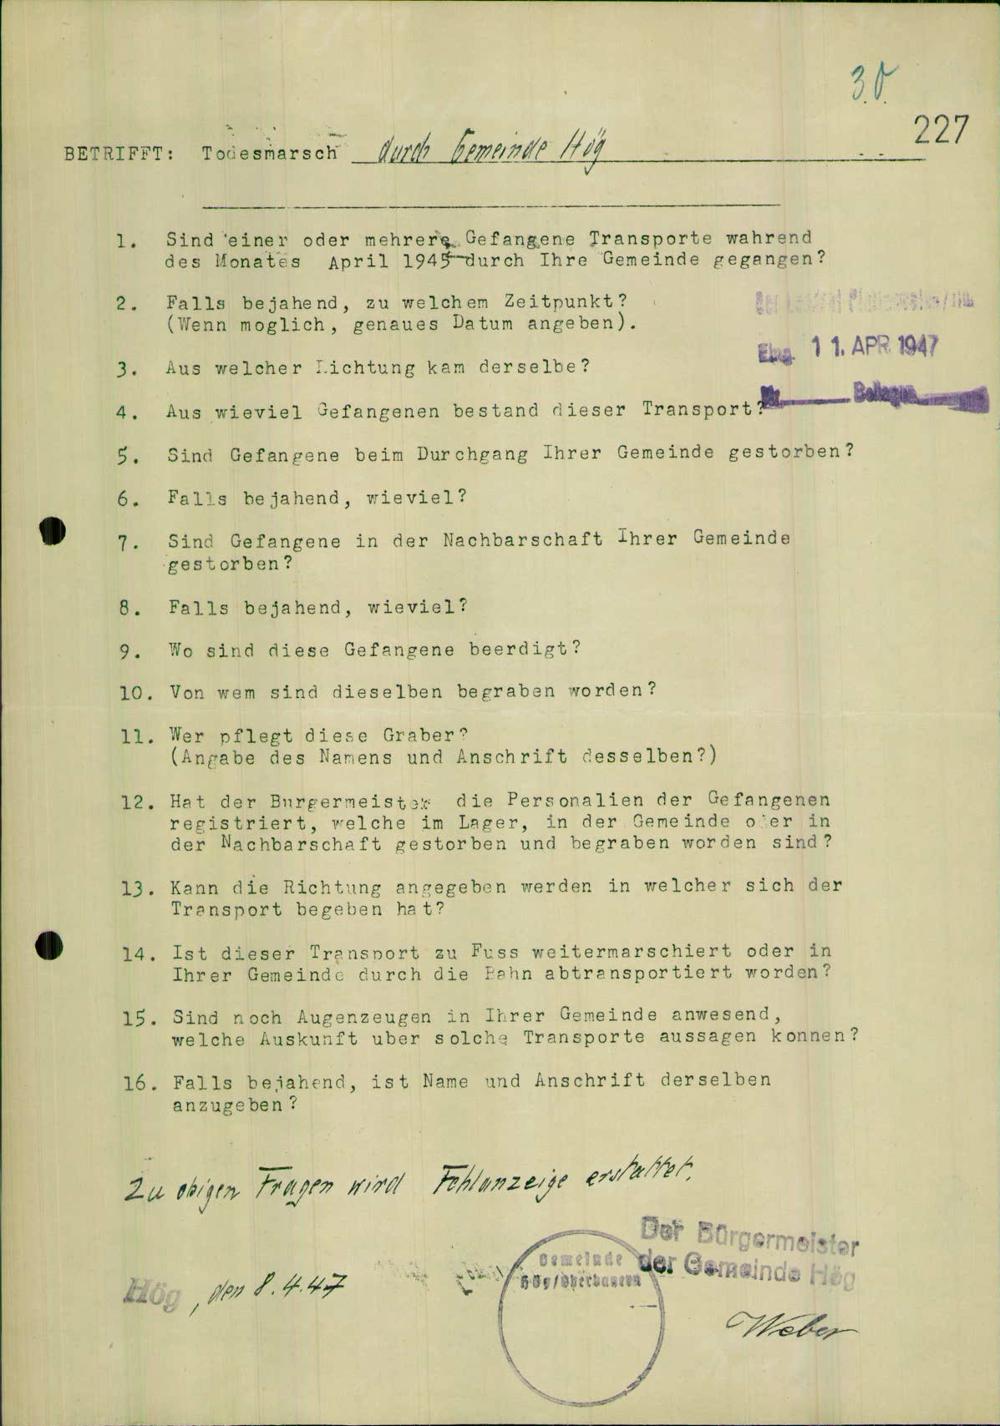 30.
227
BETRIFFT: Todesmarsch durch Gemeinde Hög
1. Sind einer oder mehrere Gefangene Transporte wahrend
des Monates April 1945 durch Ihre Gemeinde gegangen?
2. Falls bejahend, zu welchem Zeitpunkt?
(Wenn moglich, genaues Datum angeben).
Eng. 11. APR 1947
3. Aus welcher Lichtung kam derselbe?
Beilagen
4. Aus wieviel Gefangenen bestand dieser Transport?
5. Sind Gefangene beim Durchgang Ihrer Gemeinde gestorben?
6. Falls bejahend, wieviel?
7. Sind Gefangene in der Nachbarschaft Ihrer Gemeinde
gestorben?
8. Falls bejahend, wieviel?
9. Wo sind diese Gefangene beerdigt?
10. Von wem sind dieselben begraben worden?
11. Wer pflegt diese Graber?
(Angabe des Namens und Anschrift desselben?)
12. Hat der Burgermeister die Personalien der Gefangenen
registriert, welche im Lager, in der Gemeinde oder in
der Nachbarschaft gestorben und begraben worden sind?
13. Kann die Richtung angegeben werden in welcher sich der
Transport begeben hat?
14. Ist dieser Transport zu Fuss weitermarschiert oder in
Ihrer Gemeinde durch die Bahn abtransportiert worden?
15. Sind noch Augenzeugen in Ihrer Gemeinde anwesend,
welche Auskunft uber solche Transporte aussagen konnen?
16. Falls bejahend, ist Name und Anschrift derselben
anzugeben?
Zu obigen Fragen wird Fehlanzeige erstattet.
Der Bürgermeister
der Gemeinde Hög
Gemeinde
Hög/Oberbayern
Hög, den 8.4.47
Weber